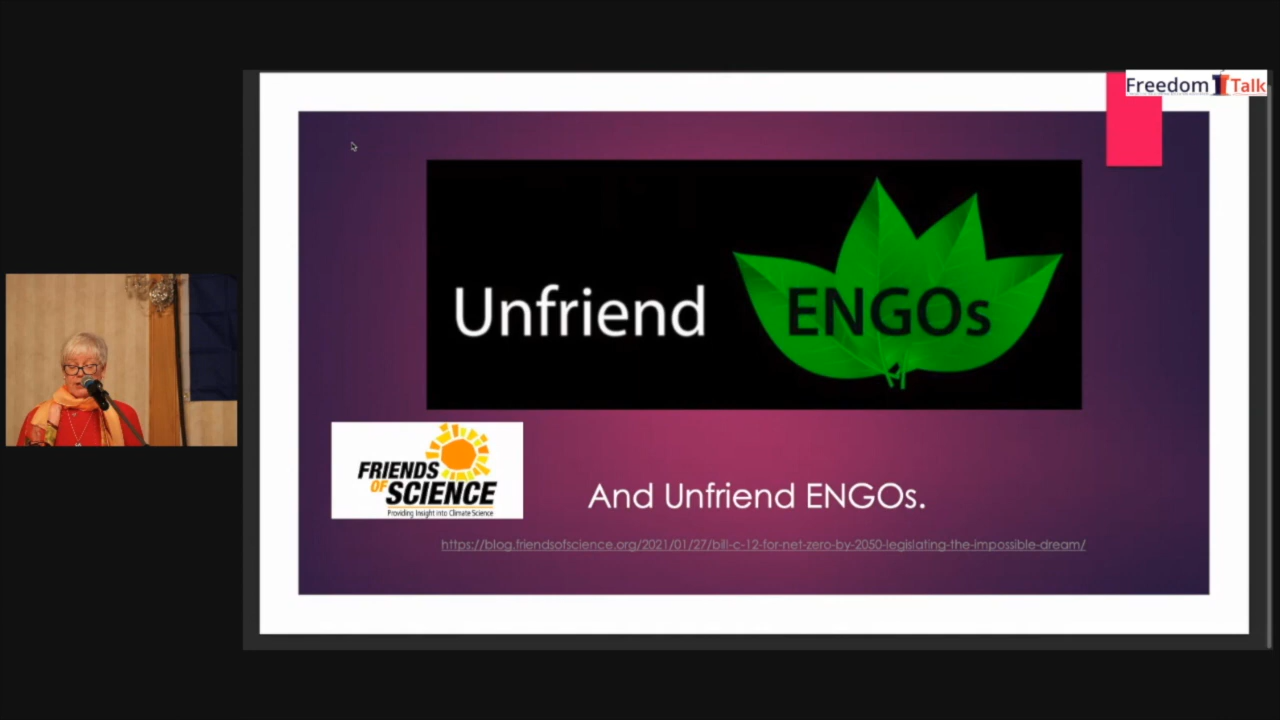 Freedom Talk
Unfriend ENGOs
FRIENDS
OF SCIENCE
Providing Insight into Climate Science
And Unfriend ENGOs.
https://blog.friendsofscience.org/2021/01/27/bill-c-12-for-net-zero-by-2050-legislating-the-impossible-dream/